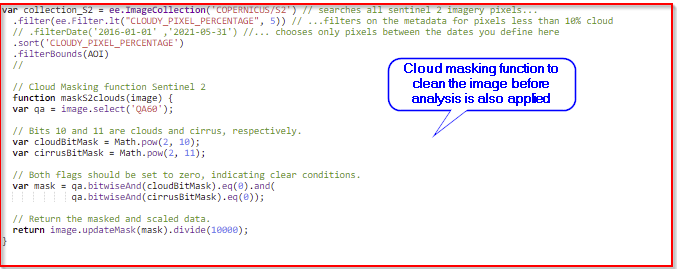 var collection_S2 = ee.ImageCollection('COPERNICUS/S2') // searches all sentinel 2 imagery pixels...
.filter(ee.Filter.lt("CLOUDY_PIXEL_PERCENTAGE", 5)) // ...filters on the metadata for pixels less than 10% cloud
// .filterDate('2016-01-01' ,'2021-05-31') //... chooses only pixels between the dates you define here
.sort('CLOUDY_PIXEL_PERCENTAGE')
.filterBounds(AOI)
//
// Cloud Masking function Sentinel 2
function maskS2clouds(image) {
var qa = image.select('QA60');
// Bits 10 and 11 are clouds and cirrus, respectively.
var cloudBitMask = Math.pow(2, 10);
var cirrusBitMask = Math.pow(2, 11);
// Both flags should be set to zero, indicating clear conditions.
var mask = qa.bitwiseAnd(cloudBitMask).eq(0).and(
qa.bitwiseAnd(cirrusBitMask).eq(0));
// Return the masked and scaled data.
return image.updateMask(mask).divide(10000);
}
Cloud masking function to
clean the image before
analysis is also applied